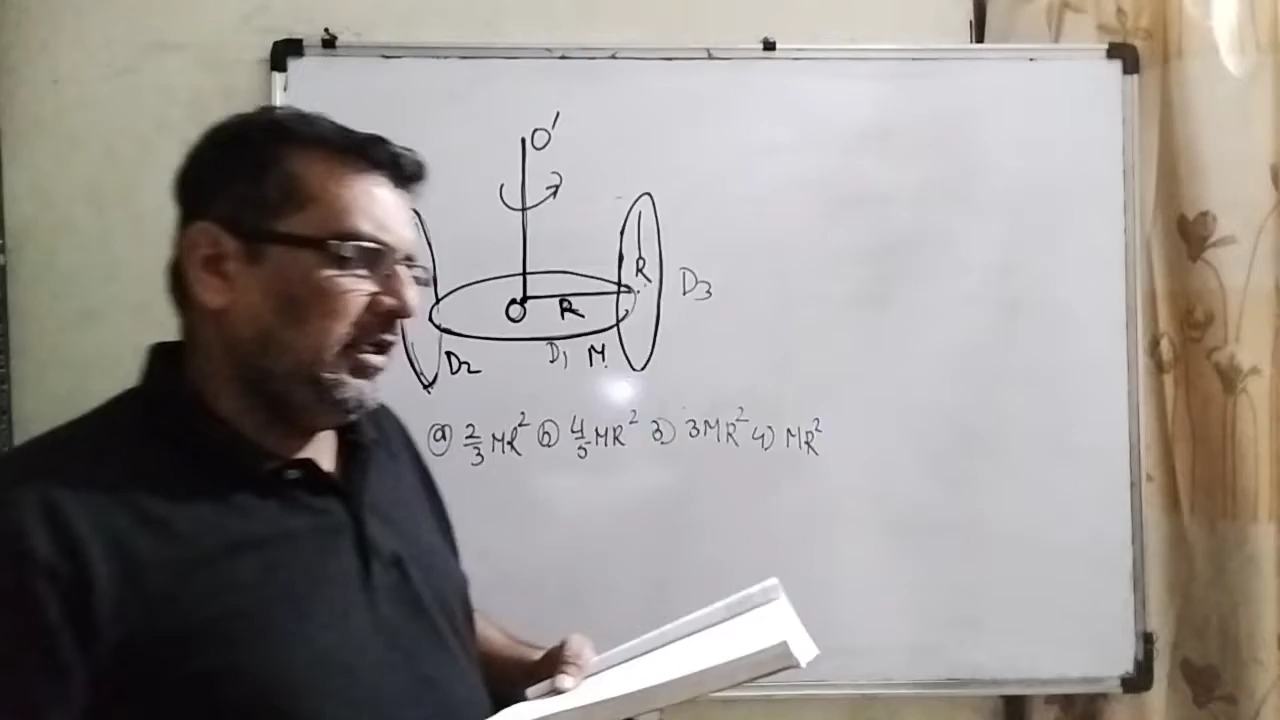 O'
R
D3
O
R
D2
D1 M
ⓐ 2/3 MR² ⓑ 4/5 MR² 3) 3MR² 4) MR²